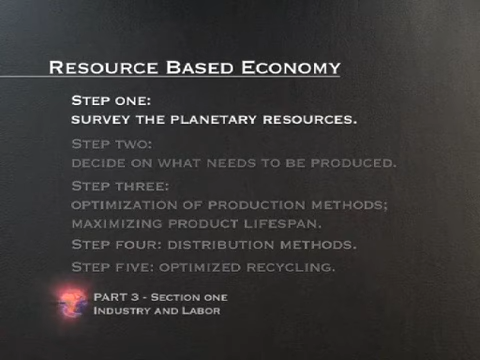 RESOURCE BASED ECONOMY
STEP ONE:
SURVEY THE PLANETARY RESOURCES.
STEP TWO:
DECIDE ON WHAT NEEDS TO BE PRODUCED.
STEP THREE:
OPTIMIZATION OF PRODUCTION METHODS;
MAXIMIZING PRODUCT LIFESPAN.
STEP FOUR: DISTRIBUTION METHODS.
STEP FIVE: OPTIMIZED RECYCLING.
PART 3 - SECTION ONE
INDUSTRY AND LABOR